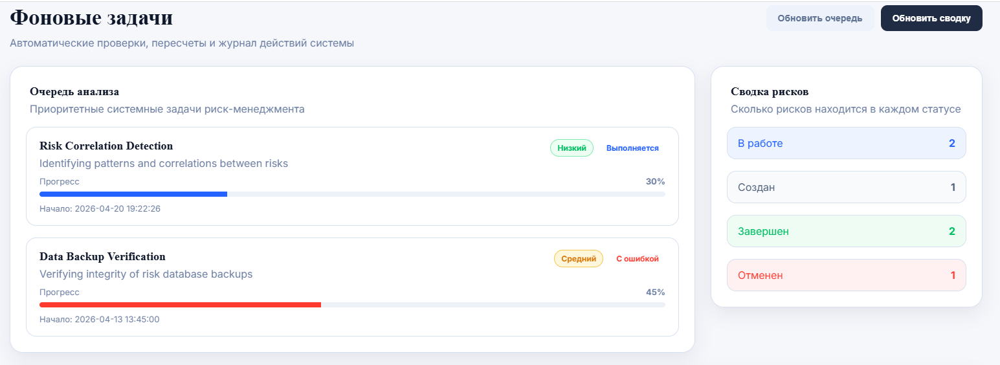 Фоновые задачи
Обновить очередь
Обновить сводку
Автоматические проверки, пересчеты и журнал действий системы
Очередь анализа
Приоритетные системные задачи риск-менеджмента
Risk Correlation Detection
Низкий
Выполняется
Identifying patterns and correlations between risks
Прогресс
30%
Начало: 2026-04-20 19:22:26
Data Backup Verification
Средний
С ошибкой
Verifying integrity of risk database backups
Прогресс
45%
Начало: 2026-04-13 13:45:00
Сводка рисков
Сколько рисков находится в каждом статусе
В работе 2
Создан 1
Завершен 2
Отменен 1